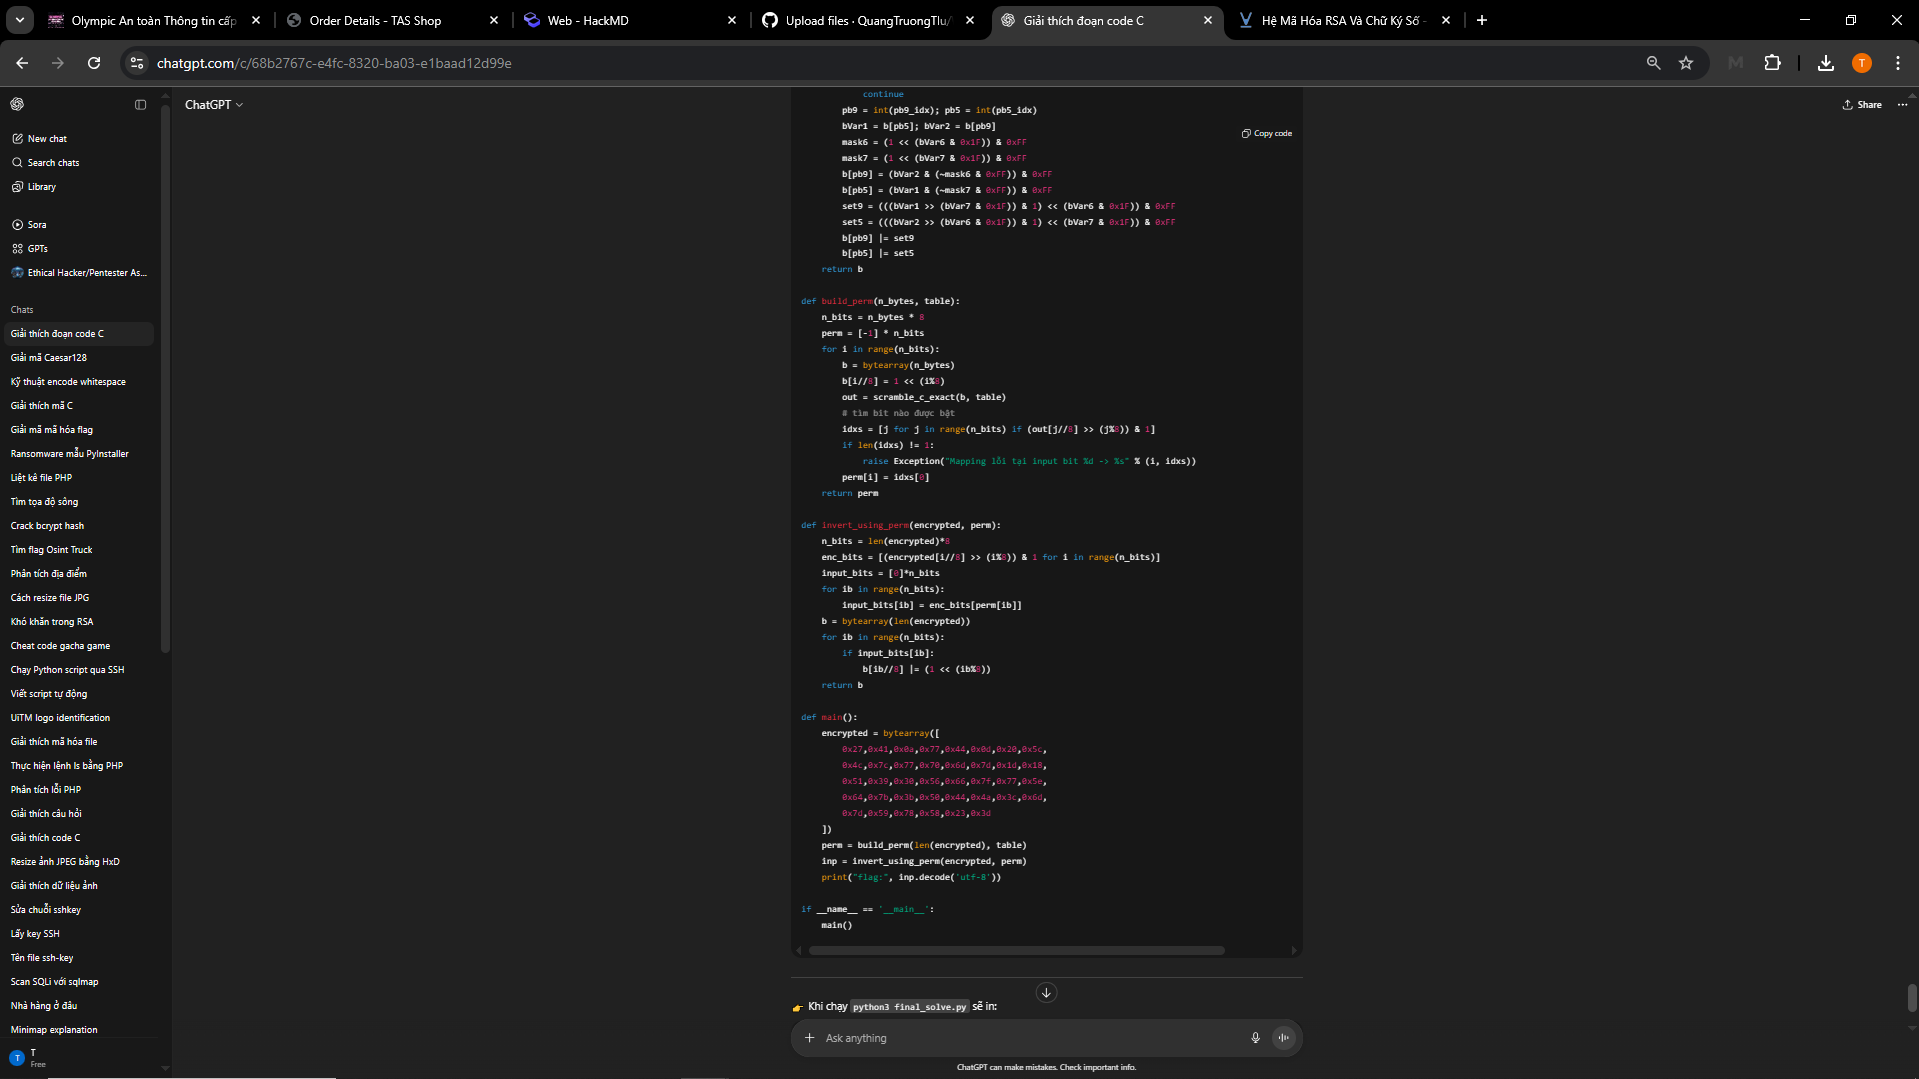 Olympic An toàn Thông tin cấp
Order Details - TAS Shop
Web - HackMD
Upload files · QuangTruongTlu/
Giải thích đoạn code C
Hệ Mã Hóa RSA Và Chữ Ký Số -
chatgpt.com/c/68b2767c-e4fc-8320-ba03-e1baad12d99e
T
ChatGPT
Share
New chat
Search chats
Library
Sora
GPTs
Ethical Hacker/Pentester As...
Chats
Giải thích đoạn code C
Giải mã Caesar128
Kỹ thuật encode whitespace
Giải thích mã C
Giải mã mã hóa flag
Ransomware mẫu PyInstaller
Liệt kê file PHP
Tìm tọa độ sông
Crack bcrypt hash
Tìm flag Osint Truck
Phân tích địa điểm
Cách resize file JPG
Khó khăn trong RSA
Cheat code gacha game
Chạy Python script qua SSH
Viết script tự động
UiTM logo identification
Giải thích mã hóa file
Thực hiện lệnh ls bằng PHP
Phân tích lỗi PHP
Giải thích câu hỏi
Giải thích code C
Resize ảnh JPEG bằng HxD
Giải thích dữ liệu ảnh
Sửa chuỗi sshkey
Lấy key SSH
Tên file ssh-key
Scan SQLi với sqlmap
Nhà hàng ở đâu
Minimap explanation
T
T
Free
Copy code
continue
pb9 = int(pb9_idx); pb5 = int(pb5_idx)
bVar1 = b[pb5]; bVar2 = b[pb9]
mask6 = (1 << (bVar6 & 0x1F)) & 0xFF
mask7 = (1 << (bVar7 & 0x1F)) & 0xFF
b[pb9] = (bVar2 & (~mask6 & 0xFF)) & 0xFF
b[pb5] = (bVar1 & (~mask7 & 0xFF)) & 0xFF
set9 = (((bVar1 >> (bVar7 & 0x1F)) & 1) << (bVar6 & 0x1F)) & 0xFF
set5 = (((bVar2 >> (bVar6 & 0x1F)) & 1) << (bVar7 & 0x1F)) & 0xFF
b[pb9] |= set9
b[pb5] |= set5
return b
def build_perm(n_bytes, table):
n_bits = n_bytes * 8
perm = [-1] * n_bits
for i in range(n_bits):
b = bytearray(n_bytes)
b[i//8] = 1 << (i%8)
out = scramble_c_exact(b, table)
# tìm bit nào được bật
idxs = [j for j in range(n_bits) if (out[j//8] >> (j%8)) & 1]
if len(idxs) != 1:
raise Exception("Mapping lỗi tại input bit %d -> %s" % (i, idxs))
perm[i] = idxs[0]
return perm
def invert_using_perm(encrypted, perm):
n_bits = len(encrypted)*8
enc_bits = [(encrypted[i//8] >> (i%8)) & 1 for i in range(n_bits)]
input_bits = [0]*n_bits
for ib in range(n_bits):
input_bits[ib] = enc_bits[perm[ib]]
b = bytearray(len(encrypted))
for ib in range(n_bits):
if input_bits[ib]:
b[ib//8] |= (1 << (ib%8))
return b
def main():
encrypted = bytearray([
0x27,0x41,0x0a,0x77,0x44,0x0d,0x20,0x5c,
0x4c,0x7c,0x77,0x70,0x6d,0x7d,0x1d,0x18,
0x51,0x39,0x30,0x56,0x66,0x7f,0x77,0x5e,
0x64,0x7b,0x3b,0x50,0x44,0x4a,0x3c,0x6d,
0x7d,0x59,0x78,0x58,0x23,0x3d
])
perm = build_perm(len(encrypted), table)
inp = invert_using_perm(encrypted, perm)
print("flag:", inp.decode('utf-8'))
if __name__ == '__main__':
main()
Khi chạy python3 final_solve.py sẽ in:
Ask anything
ChatGPT can make mistakes. Check important info.